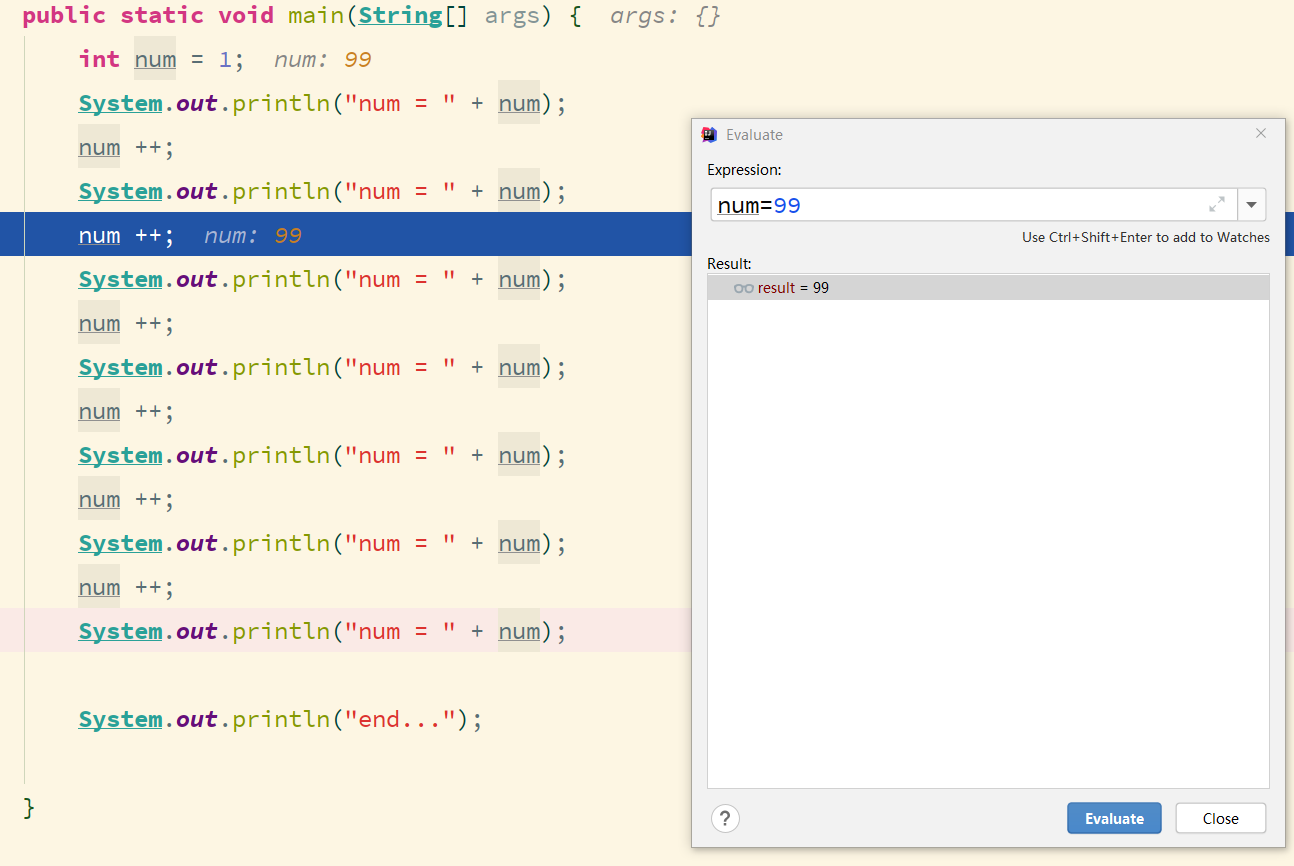 public static void main(String[] args) {  args: {}
int num = 1;  num: 99
System.out.println("num = " + num);
num ++;
System.out.println("num = " + num);
num ++;  num: 99
System.out.println("num = " + num);
num ++;
System.out.println("num = " + num);
num ++;
System.out.println("num = " + num);
num ++;
System.out.println("num = " + num);
num ++;
System.out.println("num = " + num);
System.out.println("end...");
}
Evaluate
Expression:
num=99
Use Ctrl+Shift+Enter to add to Watches
Result:
result = 99
?
Evaluate
Close